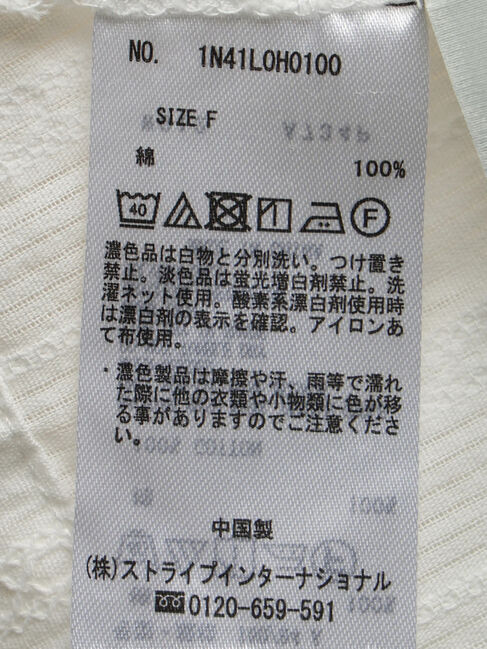 NO. 1N41L0H0100
SIZE F
綿 100%
40
F
濃色品は白物と分別洗い。つけ置き
禁止。淡色品は蛍光増白剤禁止。洗
濯ネット使用。酸素系漂白剤使用時
は漂白剤の表示を確認。アイロンあ
て布使用。
・濃色製品は摩擦や汗、雨等で濡れ
た際に他の衣類や小物類に色が移
る事がありますのでご注意くださ
い。
中国製
(株)ストライプインターナショナル
0120-659-591